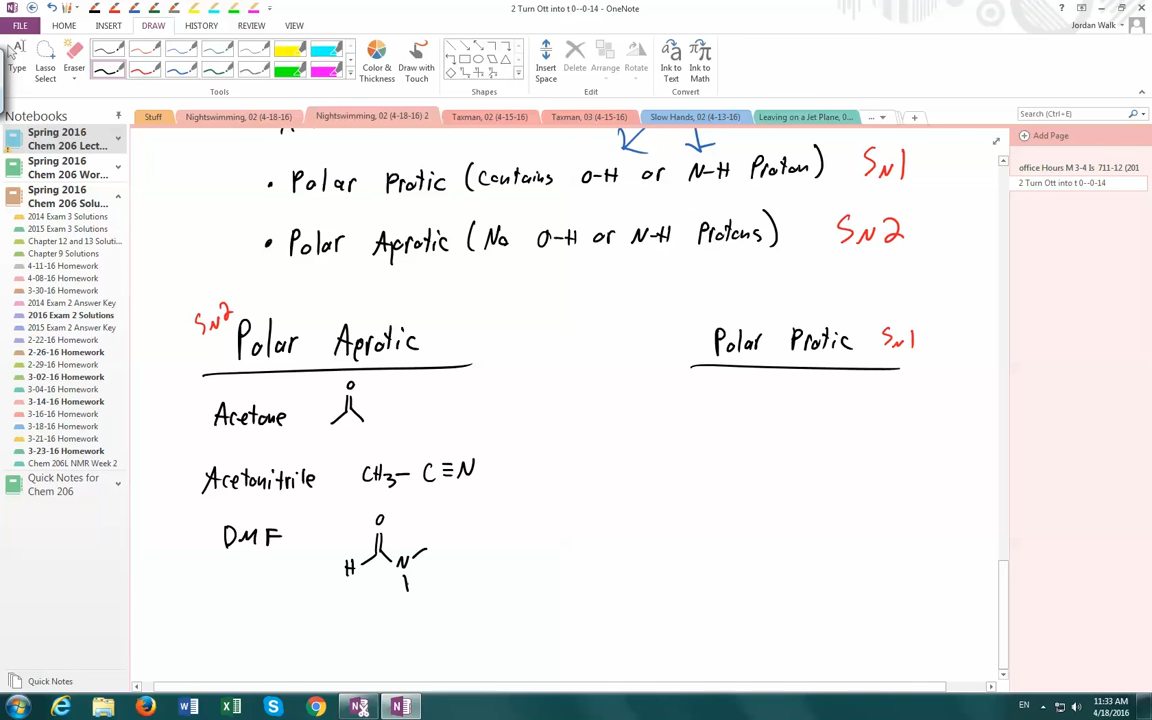 2 Turn Ott into t 0--0-14 - OneNote
FILE HOME INSERT DRAW HISTORY REVIEW VIEW
Jordan Walk
Type
Lasso Select
Eraser
Color & Thickness
Draw with Touch
Insert Space
Delete
Arrange
Rotate
Ink to Text
Ink to Math
Tools
Shapes
Edit
Convert
Notebooks
Stuff Nightswimming, 02 (4-18-16) Nightswimming, 02 (4-18-16) 2 Taxman, 02 (4-15-16) Taxman, 03 (4-15-16) Slow Hands, 02 (4-13-16) Leaving on a Jet Plane, 0...
Search (Ctrl+E)
Add Page
office Hours M 3-4 Is 711-12 (201
2 Turn Ott into t 0--0-14
Spring 2016
Chem 206 Lect...
Spring 2016
Chem 206 Wor...
Spring 2016
Chem 206 Solu...
2014 Exam 3 Solutions
2015 Exam 3 Solutions
Chapter 12 and 13 Soluti...
Chapter 9 Solutions
4-11-16 Homework
4-08-16 Homework
3-30-16 Homework
2014 Exam 2 Answer Key
2016 Exam 2 Solutions
2015 Exam 2 Answer Key
2-22-16 Homework
2-26-16 Homework
2-29-16 Homework
3-02-16 Homework
3-04-16 Homework
3-14-16 Homework
3-16-16 Homework
3-18-16 Homework
3-21-16 Homework
3-23-16 Homework
Chem 206L NMR Week 2
Quick Notes for
Chem 206
Quick Notes
• Polar Protic (Contains O-H or N-H Proton) SN1
• Polar Aprotic (No O-H or N-H Protons) SN2
SN2 Polar Aprotic
Polar Protic SN1
Acetone O
Acetonitrile CH3- C≡N
DMF O
H N
EN
11:33 AM
4/18/2016